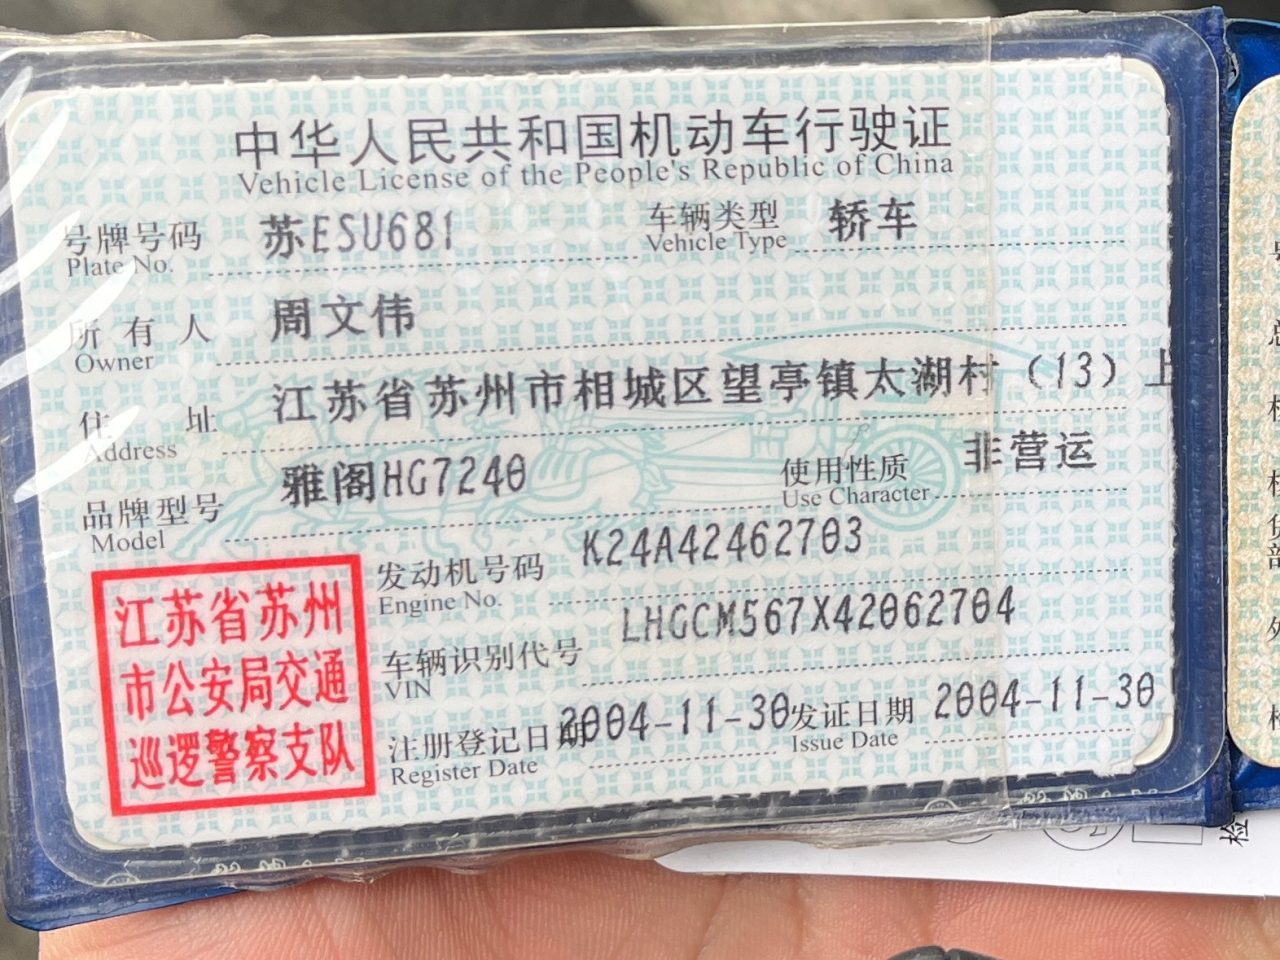 中华人民共和国机动车行驶证
Vehicle License of the People's Republic of China
号牌号码 苏ESU681 车辆类型 轿车
Plate No. Vehicle Type
所有人 周文伟
Owner
住址 江苏省苏州市相城区望亭镇太湖村（13）上
Address
品牌型号 雅阁HG7240 使用性质 非营运
Model Use Character
发动机号码 K24A42462703
Engine No.
车辆识别代号 LHGCM567X42062704
VIN
注册登记日期 2004-11-30 发证日期 2004-11-30
Register Date Issue Date
江苏省苏州
市公安局交通
巡逻警察支队